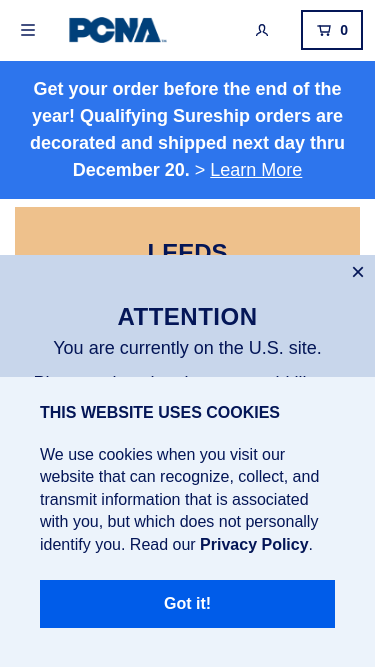 PCNA
0
Get your order before the end of the
year! Qualifying Sureship orders are
decorated and shipped next day thru
December 20. > Learn More
LEEDS
×
ATTENTION
You are currently on the U.S. site.
THIS WEBSITE USES COOKIES
We use cookies when you visit our
website that can recognize, collect, and
transmit information that is associated
with you, but which does not personally
identify you. Read our Privacy Policy.
Got it!